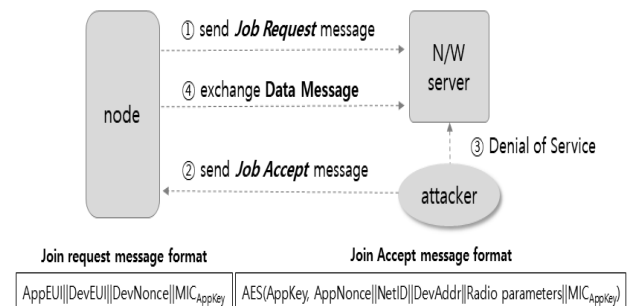 ① send Job Request message
N/W
server
④ exchange Data Message
node
③ Denial of Service
② send Job Accept message
attacker
Join request message format
Join Accept message format
AppEUI||DevEUI||DevNonce||MIC_AppKey
AES(AppKey, AppNonce||NetID||DevAddr||Radio parameters||MIC_AppKey)